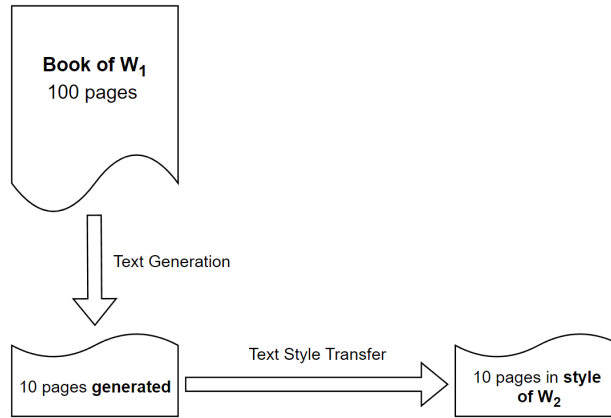 Book of W₁
100 pages
Text Generation
Text Style Transfer
10 pages generated
10 pages in style
of W₂